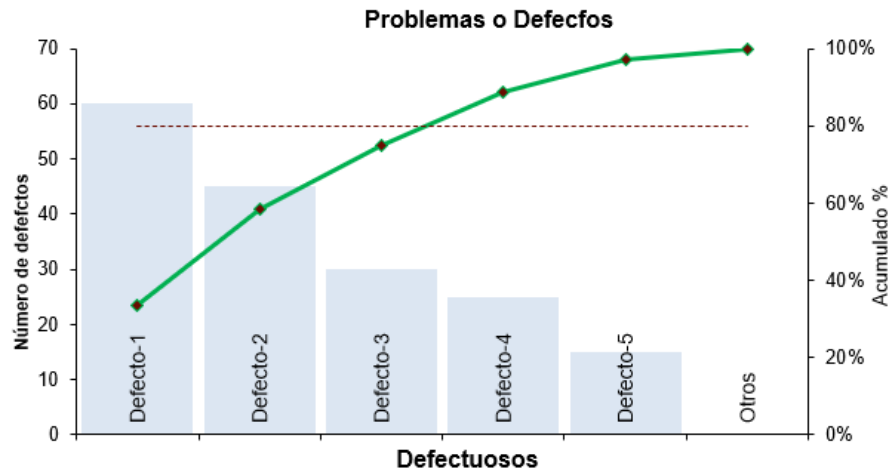 Problemas o Defecfos
Número de defefctos
70
60
50
40
30
20
10
0
100%
80%
60%
40%
20%
0%
Acumulado %
Defecto-1
Defecto-2
Defecto-3
Defecto-4
Defecto-5
Otros
Defectuosos